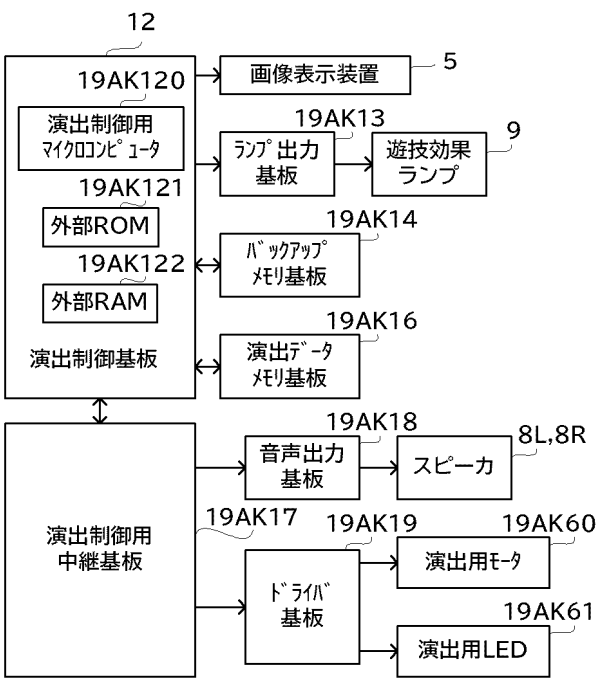 12
19AK120
演出制御用
ﾏｲｸﾛｺﾝﾋﾟｭｰﾀ
19AK121
外部ROM
19AK122
外部RAM
演出制御基板
5
画像表示装置
19AK13
ﾗﾝﾌﾟ出力
基板
9
遊技効果
ランプ
19AK14
ﾊﾞｯｸｱｯﾌﾟ
ﾒﾓﾘ基板
19AK16
演出ﾃﾞｰﾀ
ﾒﾓﾘ基板
演出制御用
中継基板
19AK17
19AK18
音声出力
基板
8L,8R
スピーカ
19AK19
ﾄﾞﾗｲﾊﾞ
基板
19AK60
演出用ﾓｰﾀ
19AK61
演出用LED